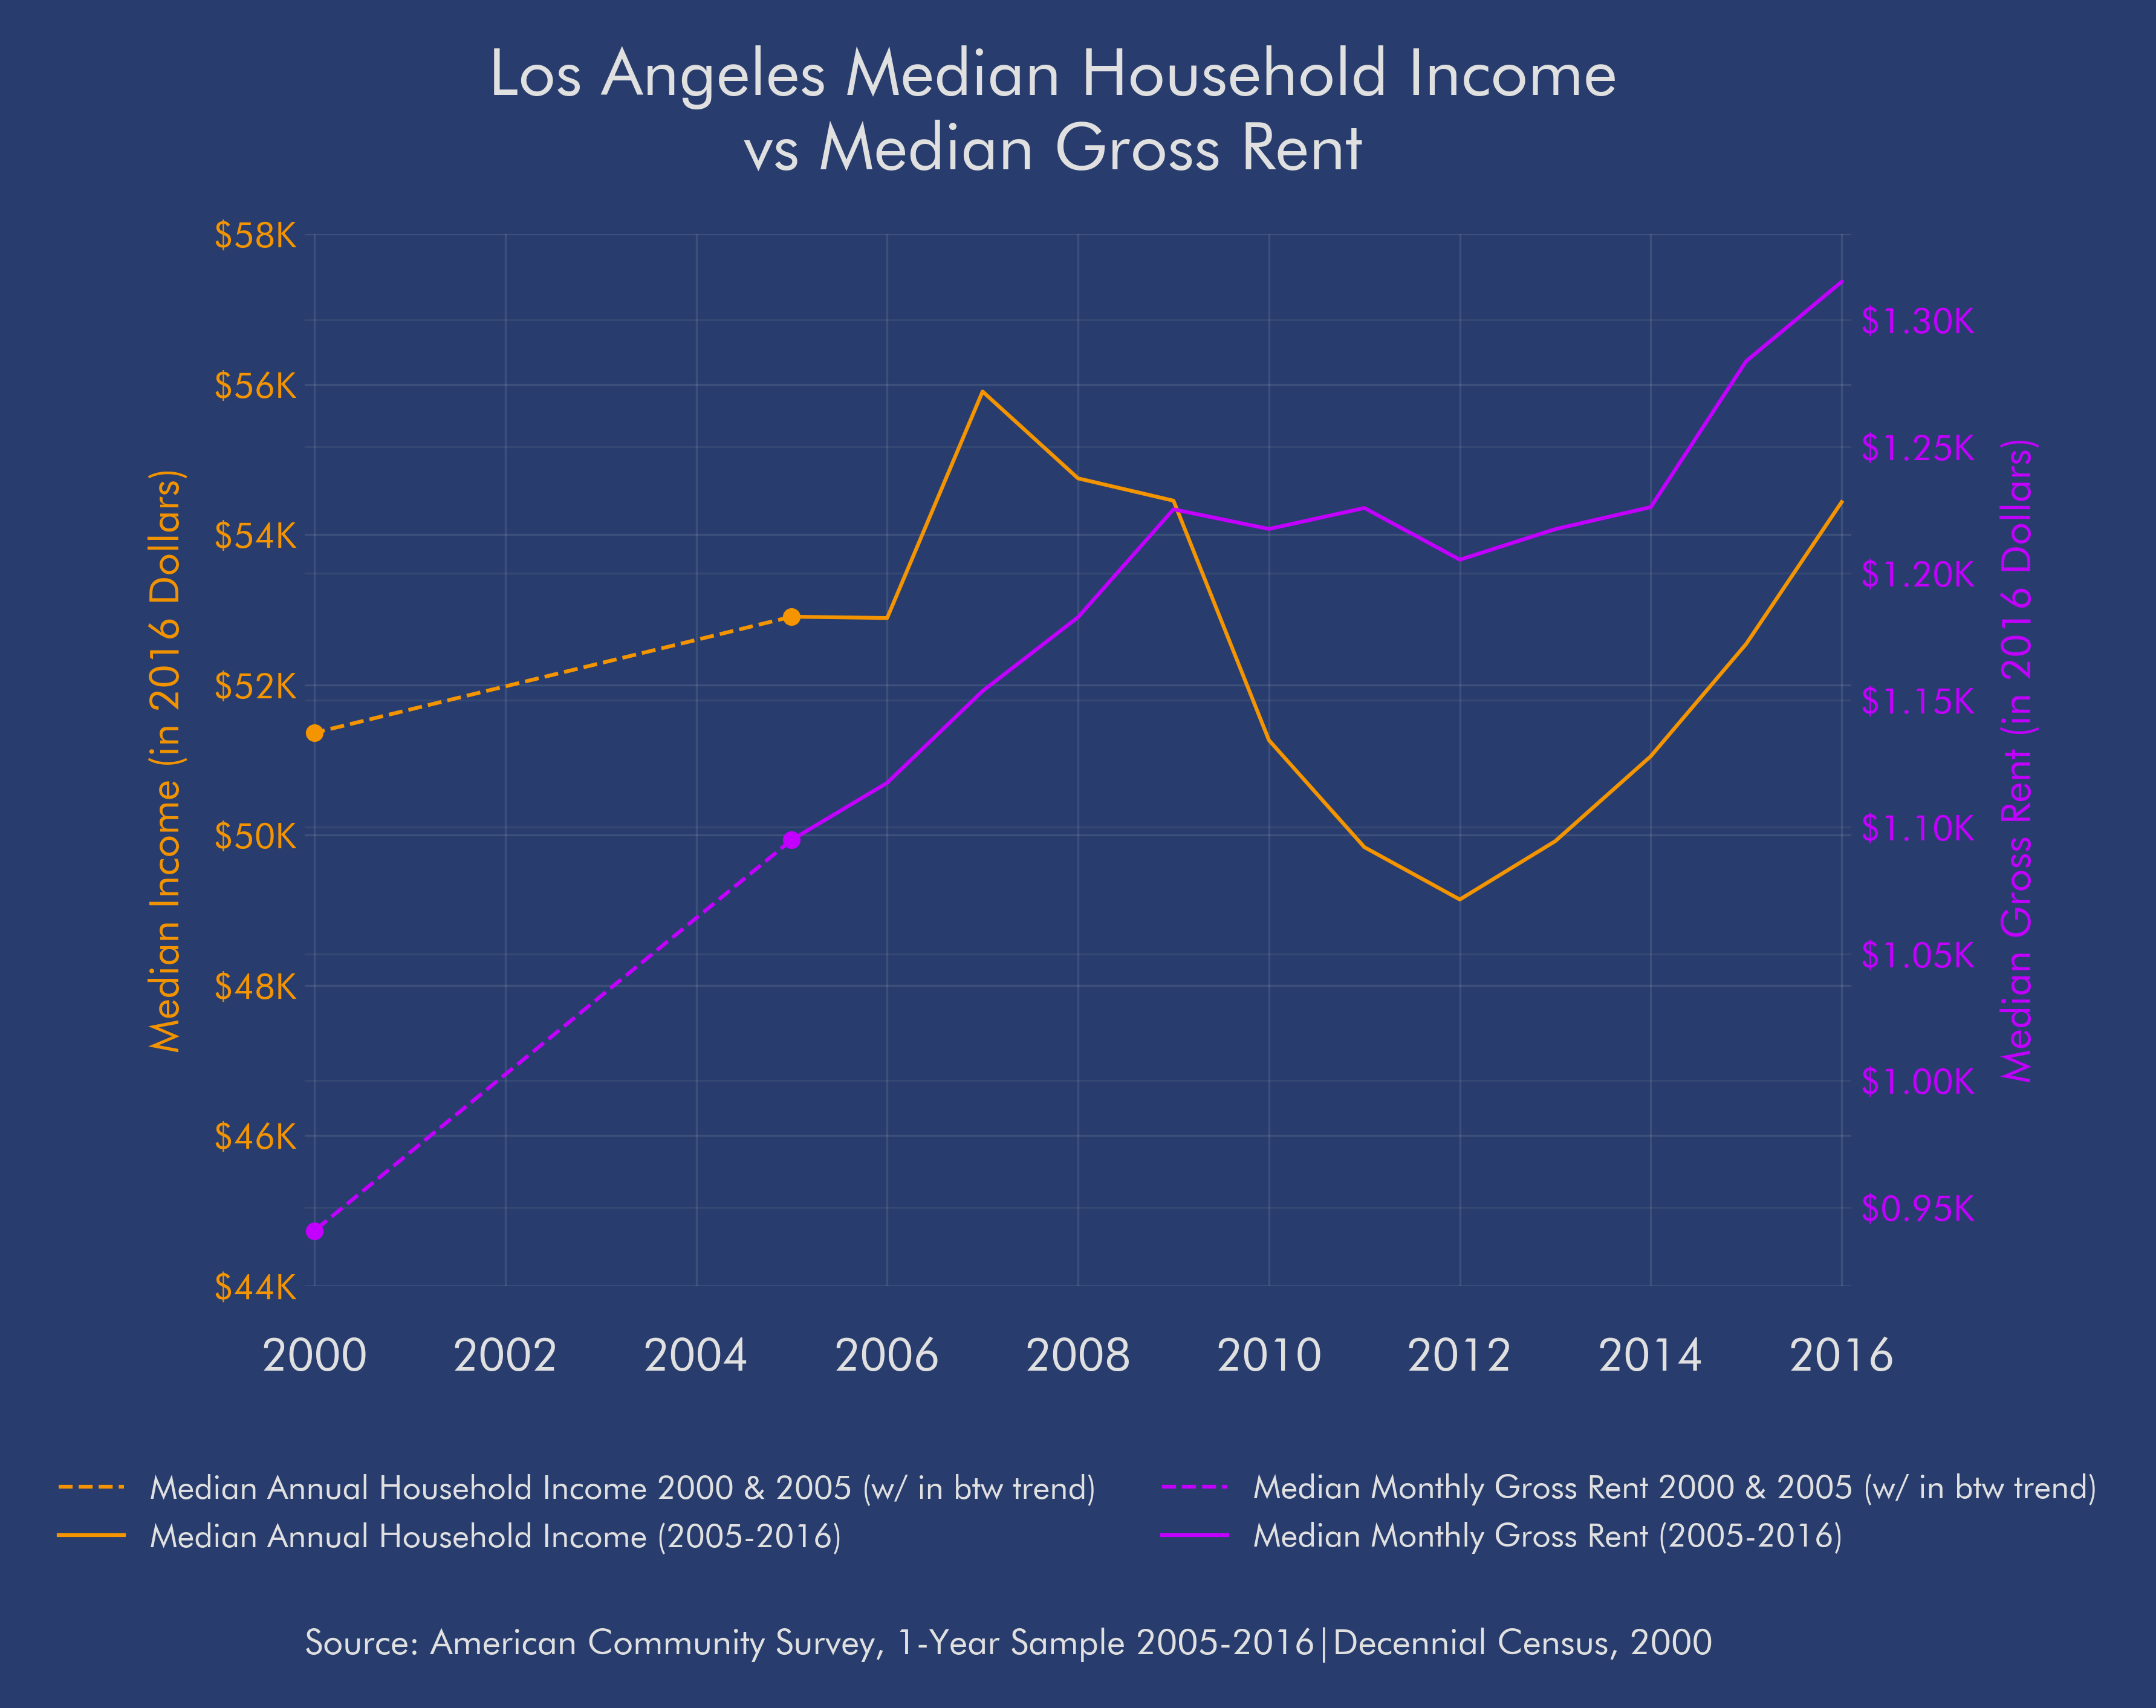 Los Angeles Median Household Income
vs Median Gross Rent
Median Income (in 2016 Dollars)
$58K
$56K
$54K
$52K
$50K
$48K
$46K
$44K
$1.30K
$1.25K
$1.20K
$1.15K
$1.10K
$1.05K
$1.00K
$0.95K
Median Gross Rent (in 2016 Dollars)
2000 2002 2004 2006 2008 2010 2012 2014 2016
Median Annual Household Income 2000 & 2005 (w/ in btw trend)
Median Annual Household Income (2005-2016)
Median Monthly Gross Rent 2000 & 2005 (w/ in btw trend)
Median Monthly Gross Rent (2005-2016)
Source: American Community Survey, 1-Year Sample 2005-2016|Decennial Census, 2000